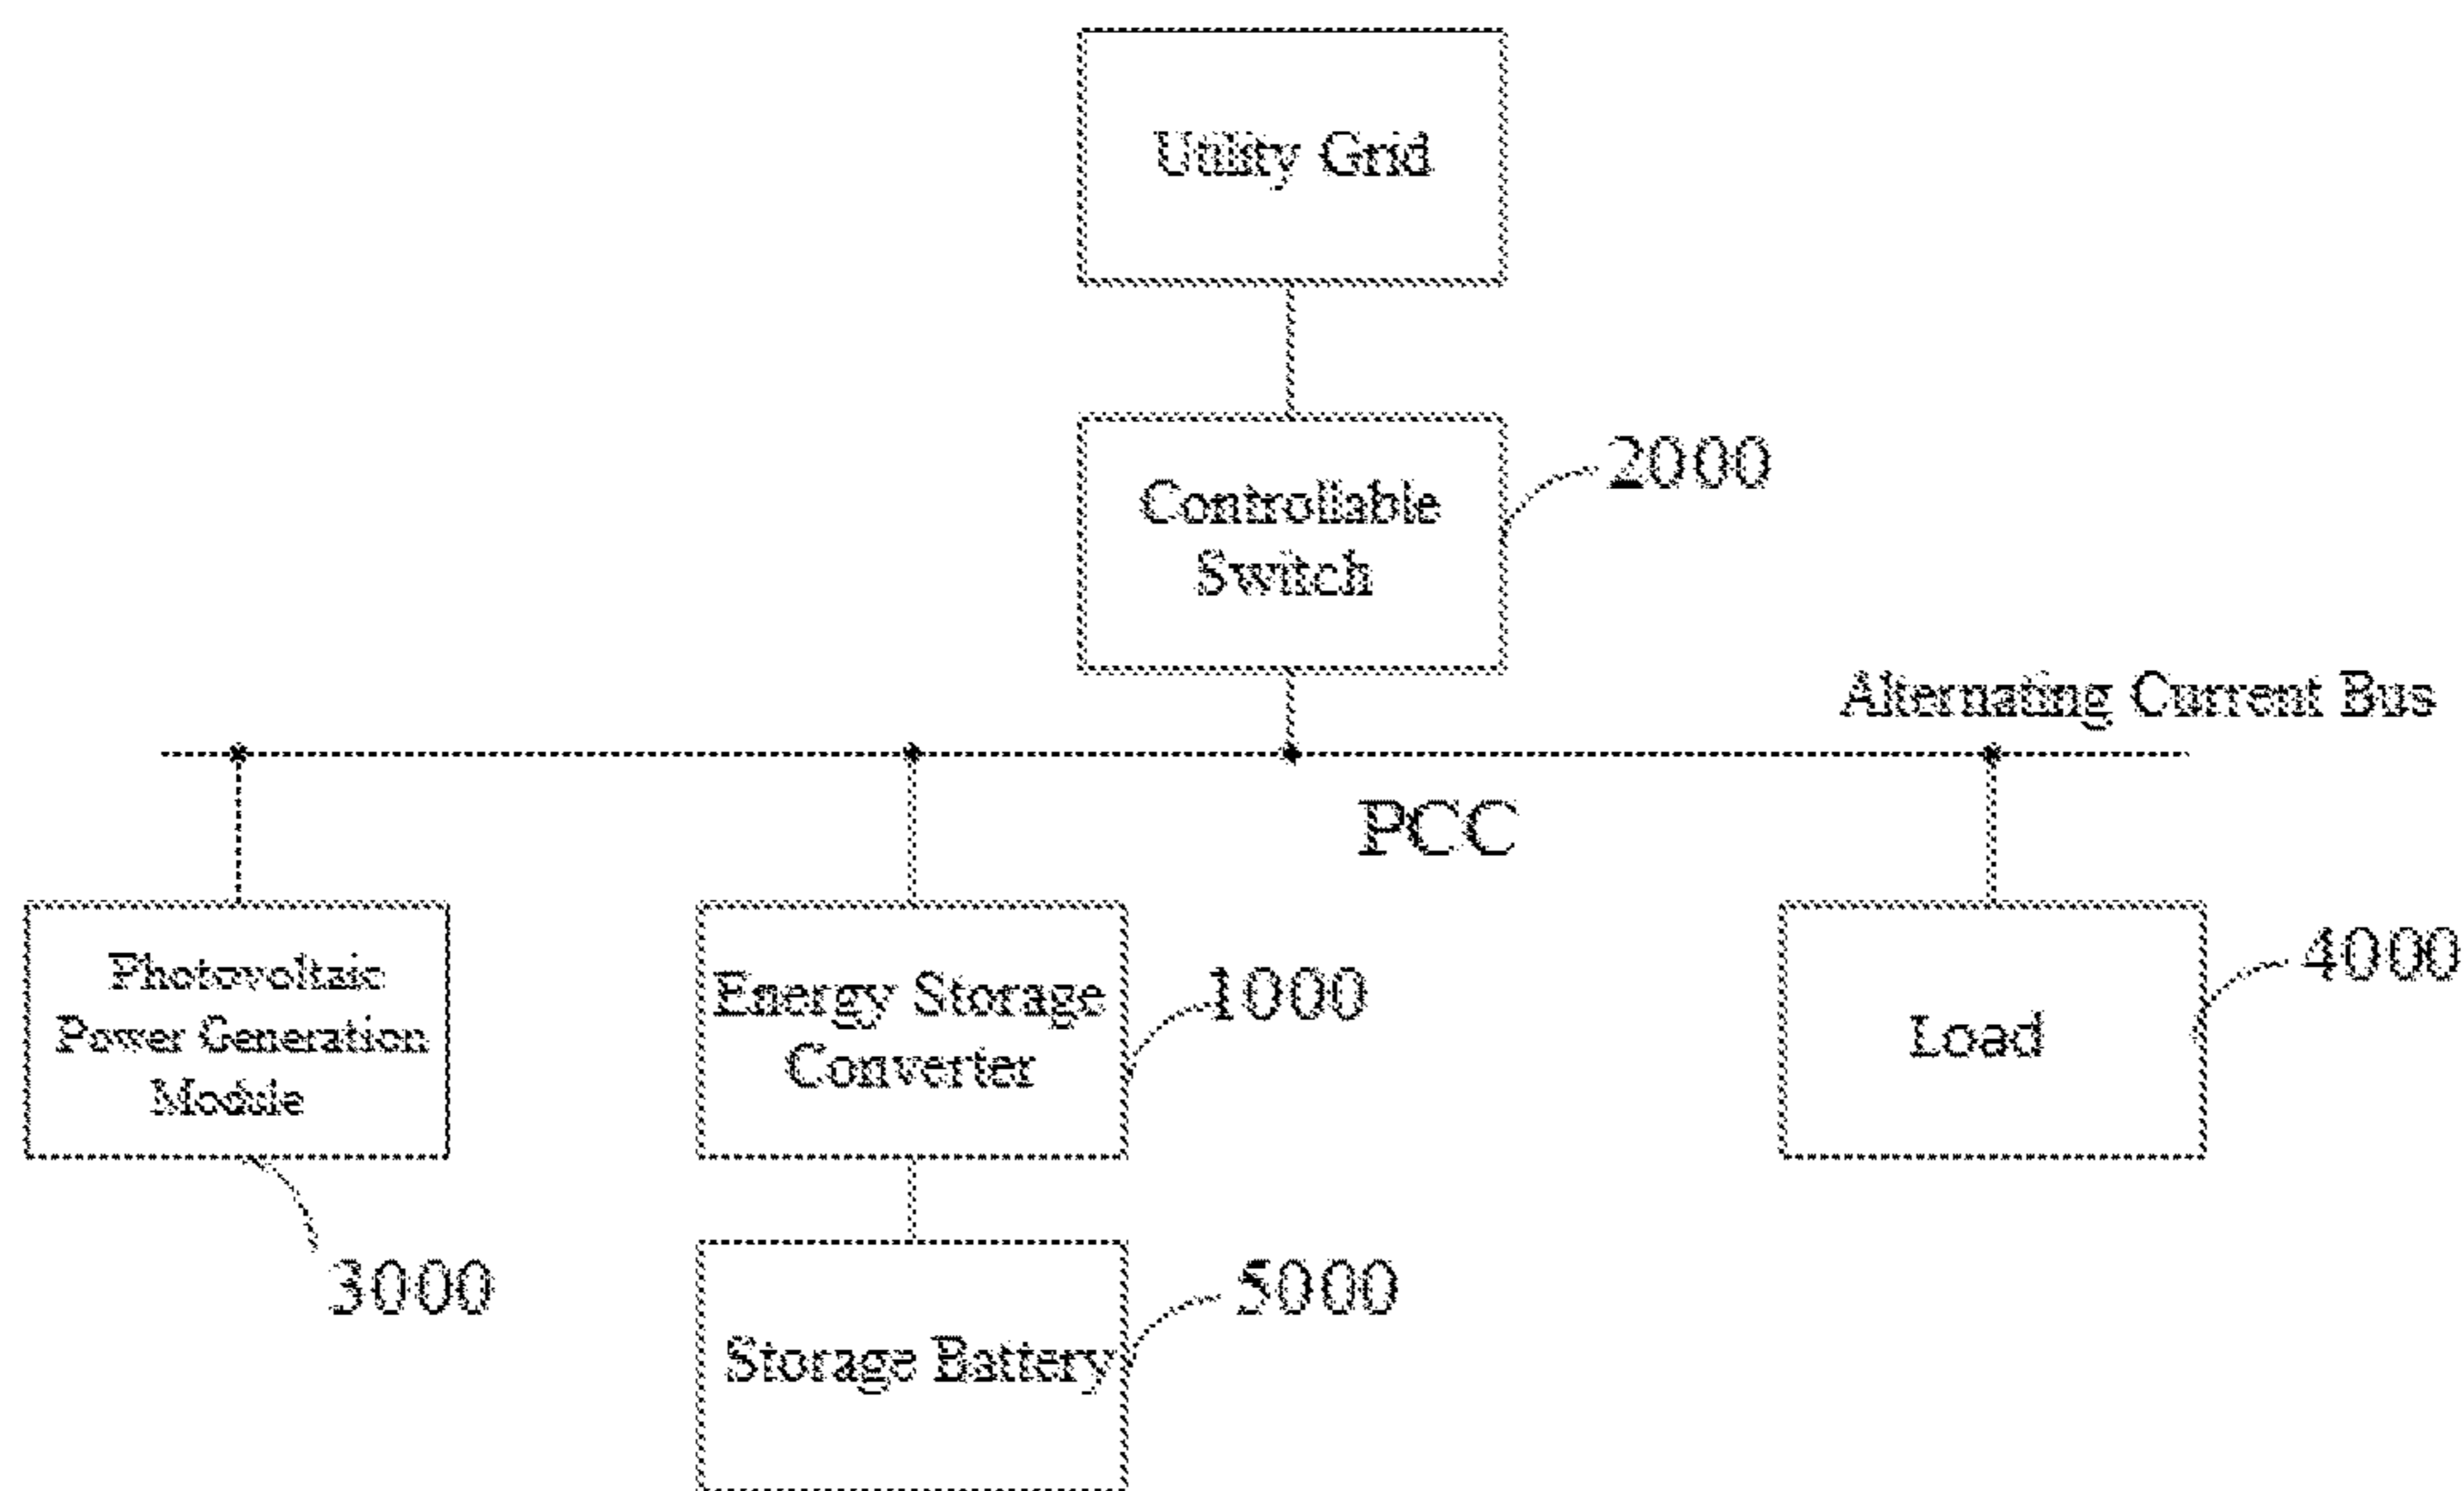 Utility Grid
Controllable
Switch
2000
Alternating Current Bus
PCC
Photovoltaic
Power Generation
Module
3000
Energy Storage
Converter
1000
Load
4000
Storage Battery
5000